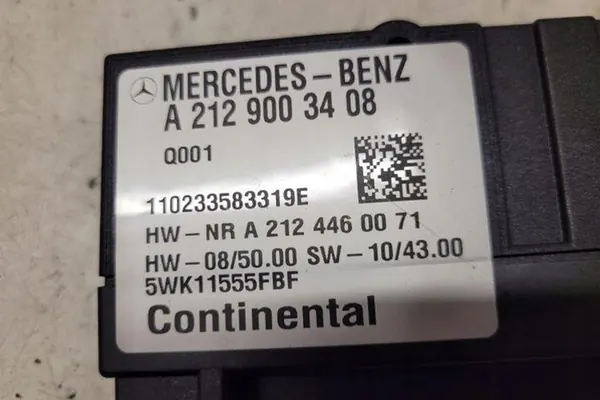 MERCEDES-BENZ
A 212 900 34 08
Q001
110233583319E
HW-NR A 212 446 00 71
HW-08/50.00 SW-10/43.00
5WK11555FBF
Continental